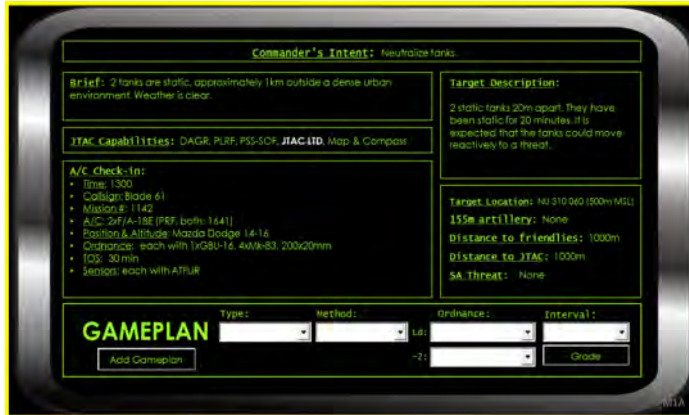 Commander's Intent: Neutralize tanks.
Brief: 2 tanks are static, approximately 1km outside a dense urban
environment. Weather is clear.
JTAC Capabilities: DAGR, PLRF, PSS-SOF, JTAC-LTD, Map & Compass
A/C Check-in:
• Time: 1300
• Callsign: Blade 61
• Mission #: 1142
• A/C: 2xF/A-18E (PRF, both: 1641)
• Position & Altitude: Mazda Dodge 14-16
• Ordnance: each with 1xGBU-16, 4xMk-83, 200x20mm
• TOS: 30 min
• Sensors: each with ATFLIR
Target Description:
2 static tanks 20m apart. They have
been static for 20 minutes. It is
expected that the tanks could move
reactively to a threat.
Target Location: NU 510 060 (500m MSL)
155m artillery: None
Distance to friendlies: 1000m
Distance to JTAC: 1000m
SA Threat: None
GAMEPLAN
Type: Method: Ordnance: Interval:
Ld:
-2:
Add Gameplan
Grade